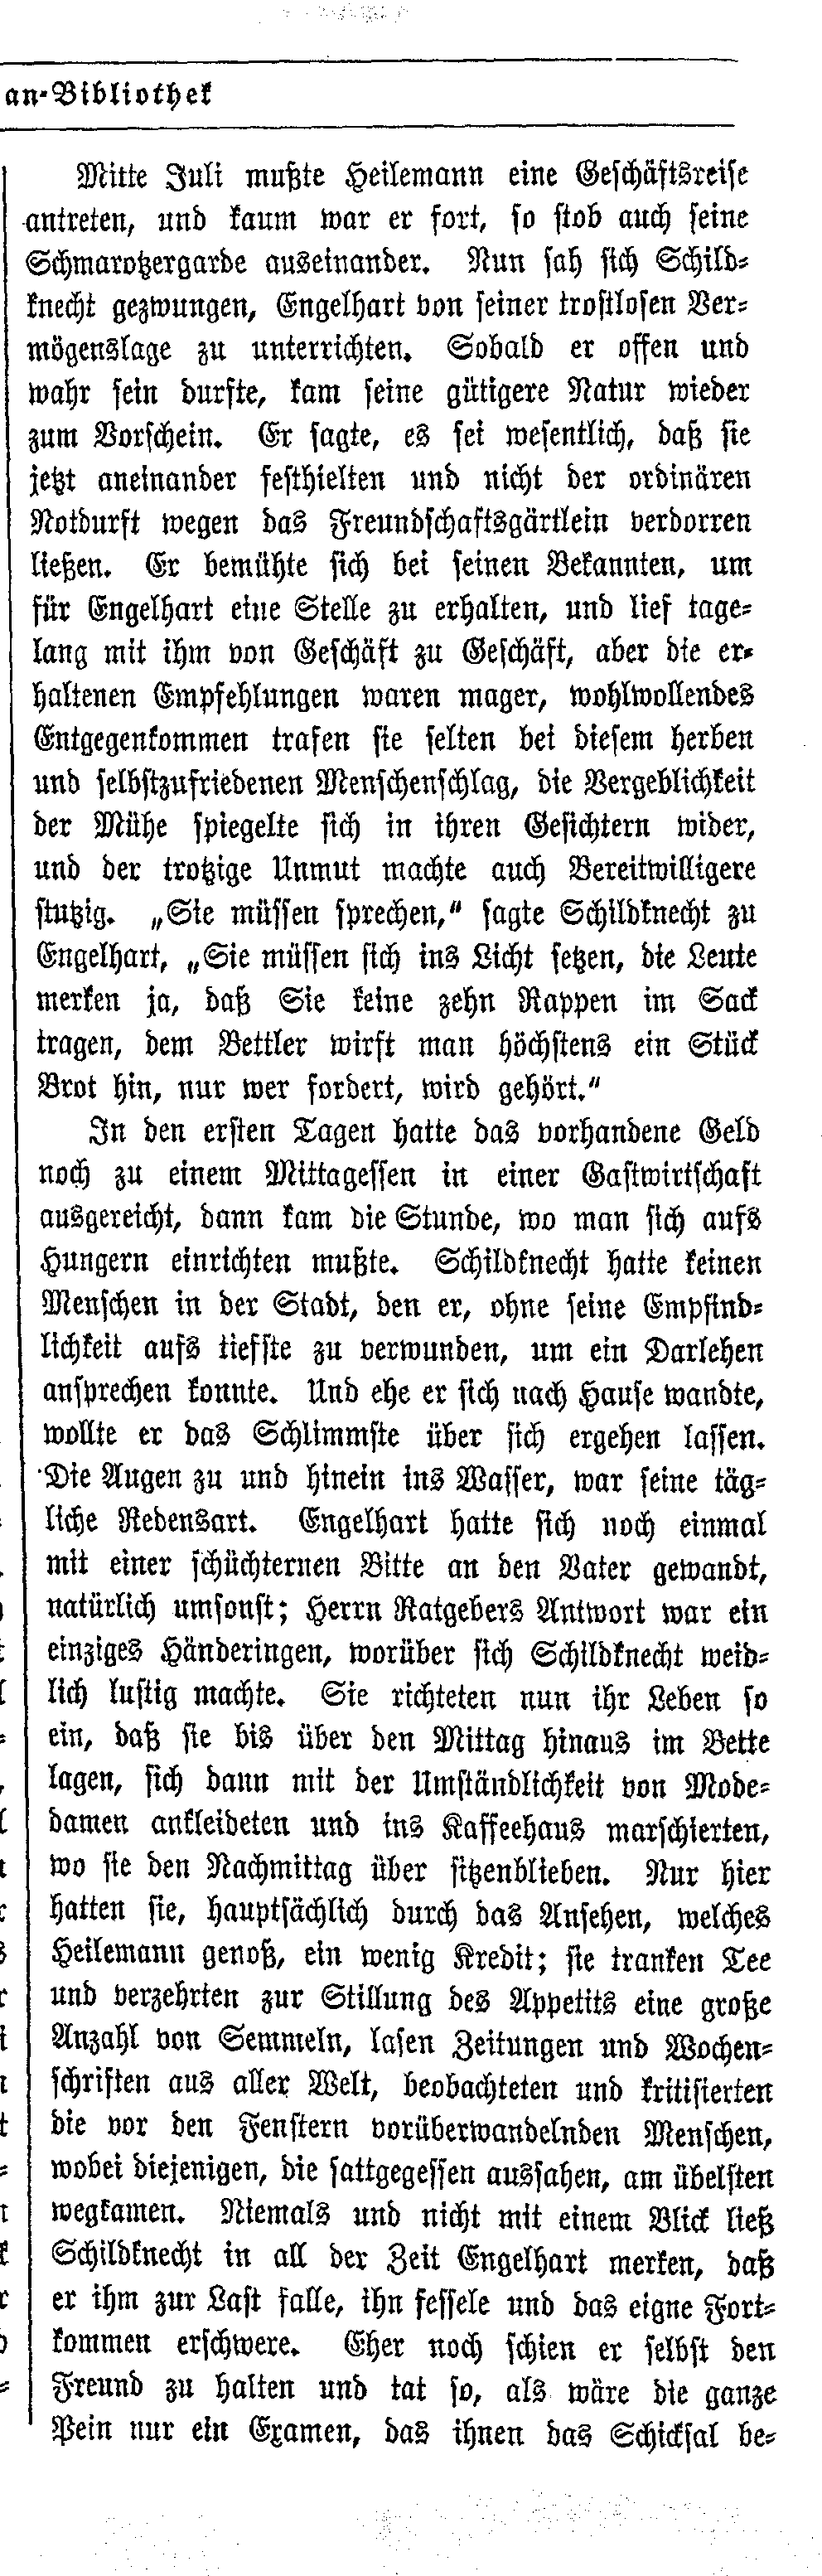 an-Bibliothek
Mitte Juli mußte Heilemann eine Geschäftsreise
antreten, und kaum war er fort, so stob auch seine
Schmarotzergarde auseinander. Nun sah sich Schild-
knecht gezwungen, Engelhart von seiner trostlosen Ver-
mögenslage zu unterrichten. Sobald er offen und
wahr sein durfte, kam seine gütigere Natur wieder
zum Vorschein. Er sagte, es sei wesentlich, daß sie
jetzt aneinander festhielten und nicht der ordinären
Notdurft wegen das Freundschaftsgärtlein verdorren
ließen. Er bemühte sich bei seinen Bekannten, um
für Engelhart eine Stelle zu erhalten, und lief tage-
lang mit ihm von Geschäft zu Geschäft, aber die er-
haltenen Empfehlungen waren mager, wohlwollendes
Entgegenkommen trafen sie selten bei diesem herben
und selbstzufriedenen Menschenschlag, die Vergeblichkeit
der Mühe spiegelte sich in ihren Gesichtern wider,
und der trotzige Unmut machte auch Bereitwilligere
stutzig. „Sie müssen sprechen,“ sagte Schildknecht zu
Engelhart, „Sie müssen sich ins Licht setzen, die Leute
merken ja, daß Sie keine zehn Rappen im Sack
tragen, dem Bettler wirft man höchstens ein Stück
Brot hin, nur wer fordert, wird gehört.“
In den ersten Tagen hatte das vorhandene Geld
noch zu einem Mittagessen in einer Gastwirtschaft
ausgereicht, dann kam die Stunde, wo man sich aufs
Hungern einrichten mußte. Schildknecht hatte keinen
Menschen in der Stadt, den er, ohne seine Empfind-
lichkeit aufs tiefste zu verwunden, um ein Darlehen
ansprechen konnte. Und ehe er sich nach Hause wandte,
wollte er das Schlimmste über sich ergehen lassen.
Die Augen zu und hinein ins Wasser, war seine täg-
liche Redensart. Engelhart hatte sich noch einmal
mit einer schüchternen Bitte an den Vater gewandt,
natürlich umsonst; Herrn Ratgebers Antwort war ein
einziges Händeringen, worüber sich Schildknecht weid-
lich lustig machte. Sie richteten nun ihr Leben so
ein, daß sie bis über den Mittag hinaus im Bette
lagen, sich dann mit der Umständlichkeit von Mode-
damen ankleideten und ins Kaffeehaus marschierten,
wo sie den Nachmittag über sitzenblieben. Nur hier
hatten sie, hauptsächlich durch das Ansehen, welches
Heilemann genoß, ein wenig Kredit; sie tranken Tee
und verzehrten zur Stillung des Appetits eine große
Anzahl von Semmeln, lasen Zeitungen und Wochen-
schriften aus aller Welt, beobachteten und kritisierten
die vor den Fenstern vorüberwandelnden Menschen,
wobei diejenigen, die sattgegessen aussahen, am übelsten
wegkamen. Niemals und nicht mit einem Blick ließ
Schildknecht in all der Zeit Engelhart merken, daß
er ihm zur Last falle, ihn fessele und das eigne Fort-
kommen erschwere. Eher noch schien er selbst den
Freund zu halten und tat so, als wäre die ganze
Pein nur ein Examen, das ihnen das Schicksal be-